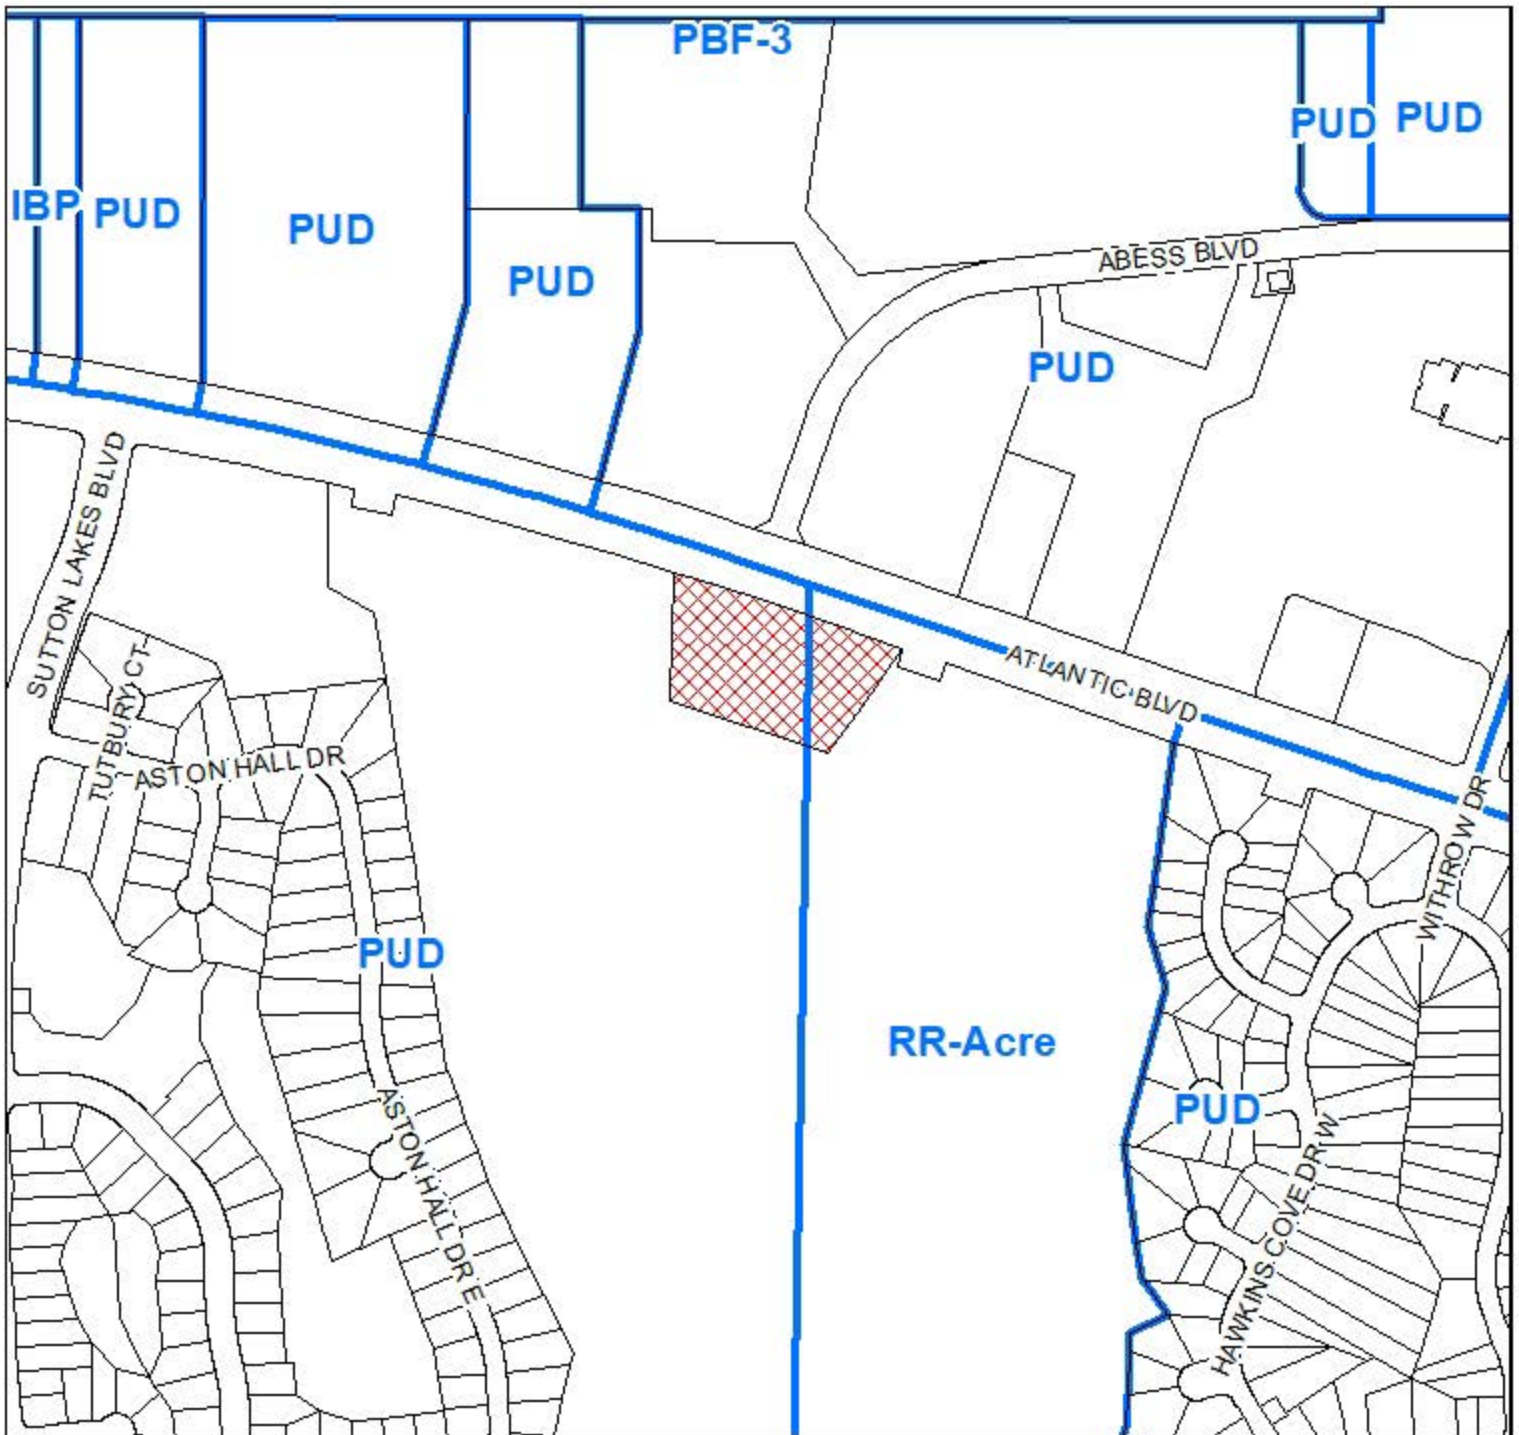 PBF-3
PUD
PUD
IBP
PUD
PUD
PUD
ABESS BLVD
PUD
SUTTON LAKES BLVD
TUTBURY CT
ASTON HALL DR
ATLANTIC BLVD
WITHROW DR
PUD
RR-Acre
PUD
ASTON HALL DR E
HAWKINS COVE DR W